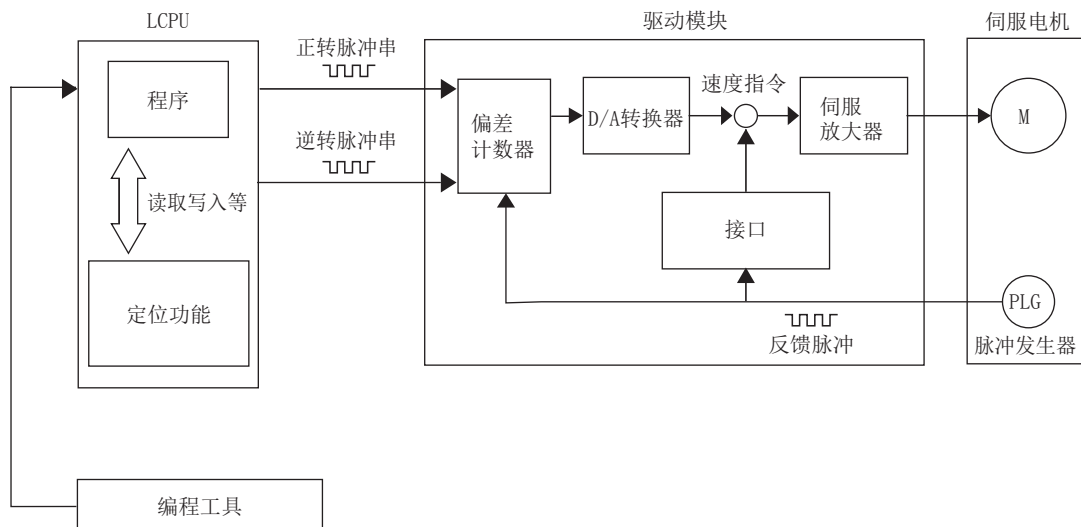 LCPU
驱动模块
伺服电机
正转脉冲串
程序
速度指令
偏差
计数器
D/A转换器
伺服
放大器
M
逆转脉冲串
读取写入等
接口
定位功能
PLG
反馈脉冲
脉冲发生器
编程工具